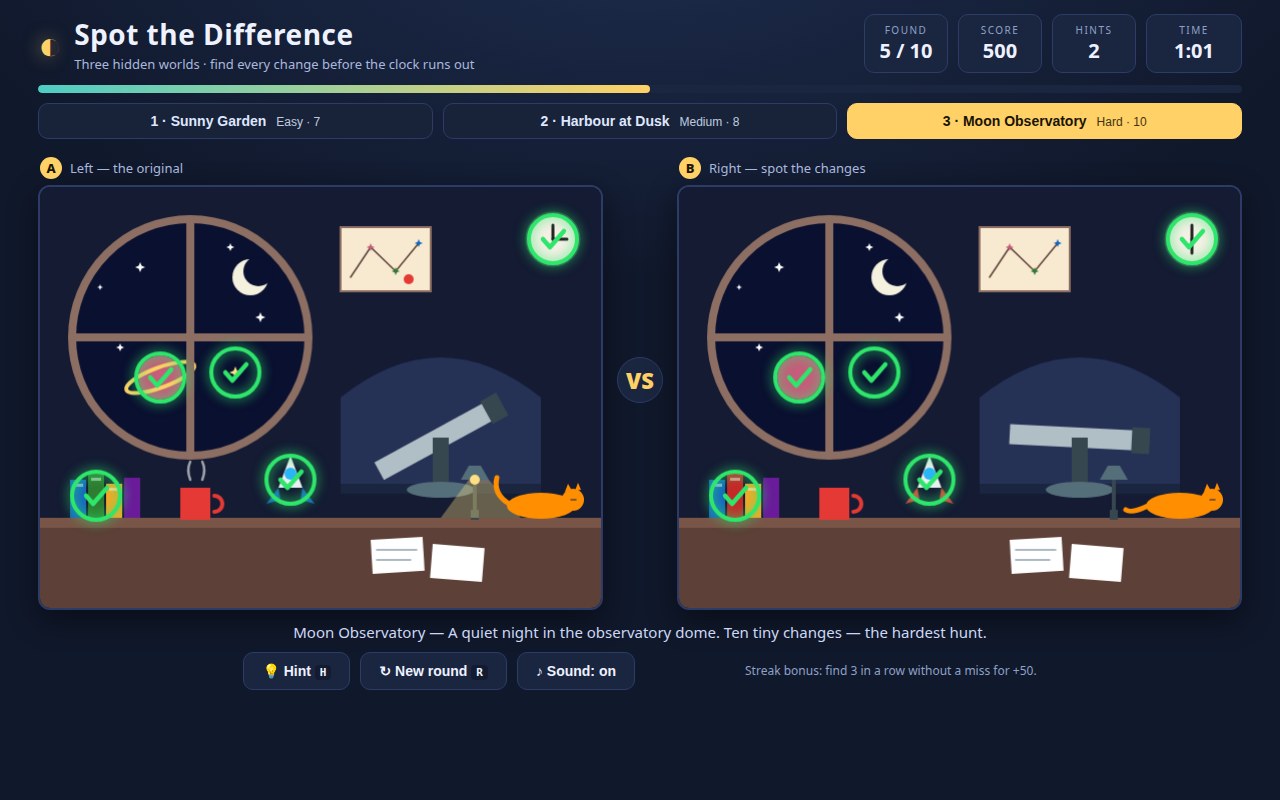 Spot the Difference
Three hidden worlds · find every change before the clock runs out
FOUND
5 / 10
SCORE
500
HINTS
2
TIME
1:01
1 · Sunny Garden Easy · 7
2 · Harbour at Dusk Medium · 8
3 · Moon Observatory Hard · 10
A Left — the original
B Right — spot the changes
VS
Moon Observatory — A quiet night in the observatory dome. Ten tiny changes — the hardest hunt.
💡 Hint H
↻ New round R
♪ Sound: on
Streak bonus: find 3 in a row without a miss for +50.